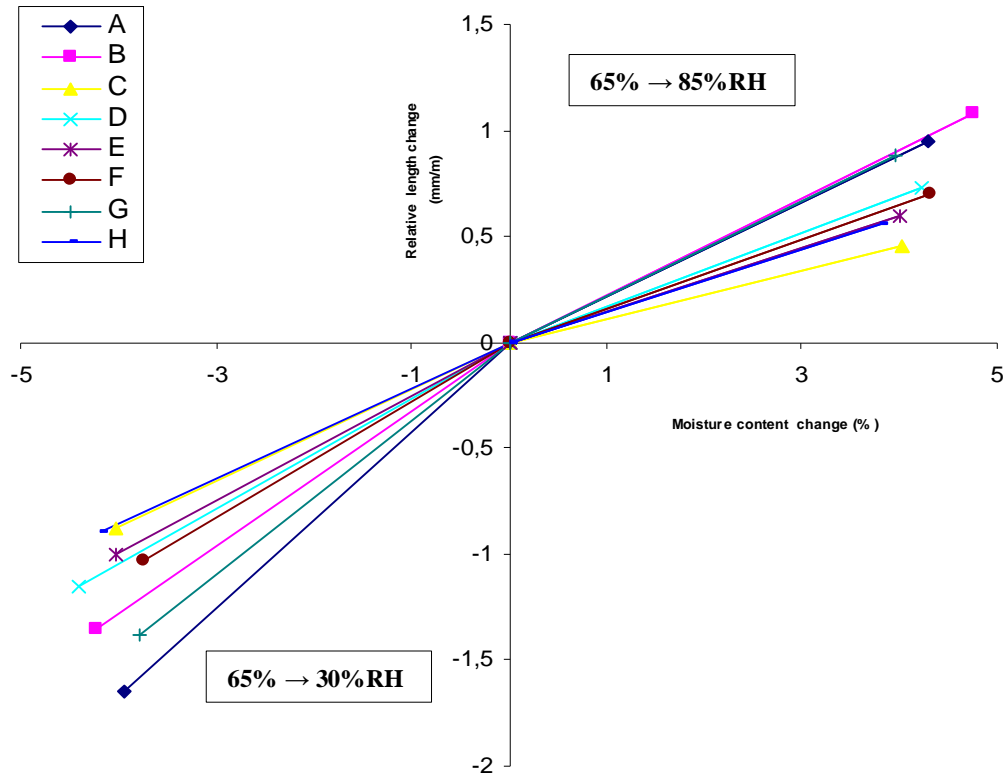 A
B
C
D
E
F
G
H
1,5
1
0,5
0
-0,5
-1
-1,5
-2
-5
-3
-1
1
3
5
Relative length change
(mm/m)
65% → 85%RH
Moisture content change (% )
65% → 30%RH